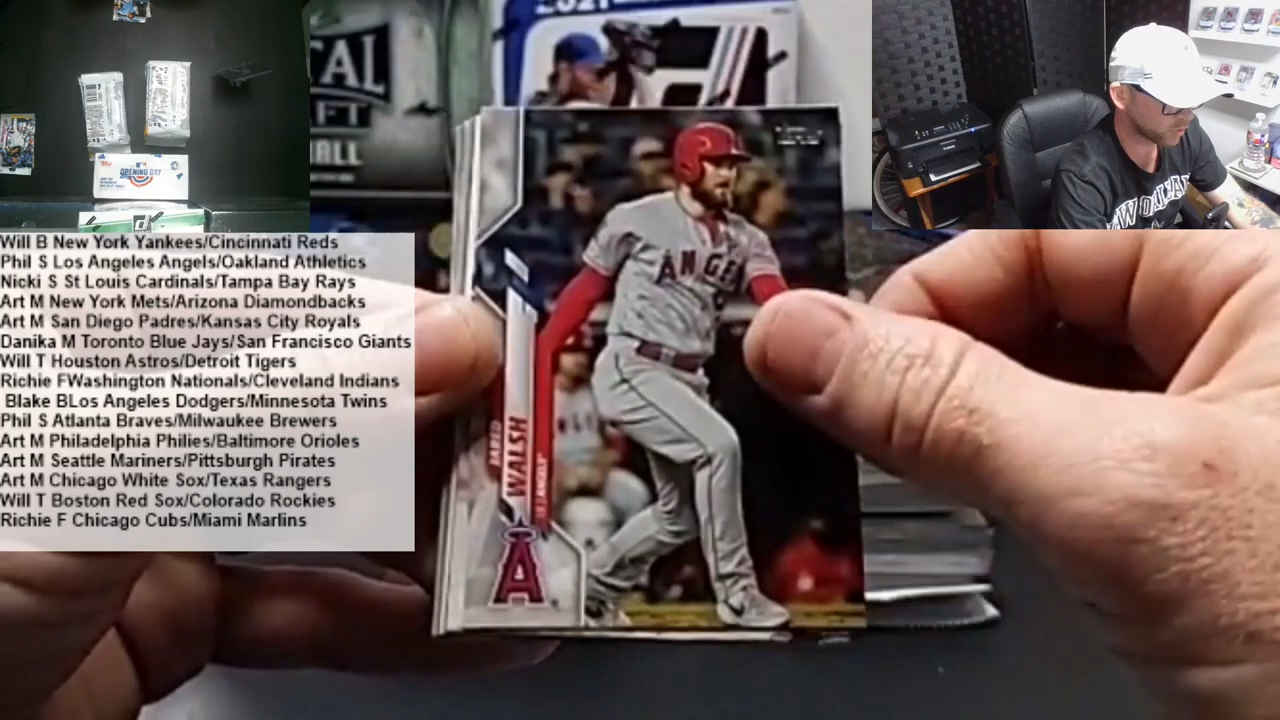 OPENING DAY
Will B New York Yankees/Cincinnati Reds
Phil S Los Angeles Angels/Oakland Athletics
Nicki S St Louis Cardinals/Tampa Bay Rays
Art M New York Mets/Arizona Diamondbacks
Art M San Diego Padres/Kansas City Royals
Danika M Toronto Blue Jays/San Francisco Giants
Will T Houston Astros/Detroit Tigers
Richie FWashington Nationals/Cleveland Indians
Blake BLos Angeles Dodgers/Minnesota Twins
Phil S Atlanta Braves/Milwaukee Brewers
Art M Philadelphia Philies/Baltimore Orioles
Art M Seattle Mariners/Pittsburgh Pirates
Art M Chicago White Sox/Texas Rangers
Will T Boston Red Sox/Colorado Rockies
Richie F Chicago Cubs/Miami Marlins
JARED
WALSH
A